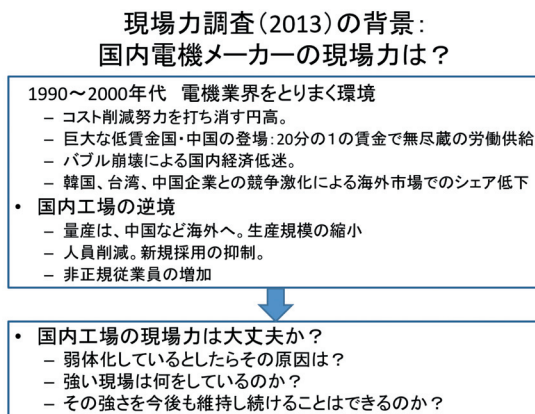 現場力調査(2013)の背景：
国内電機メーカーの現場力は？
1990～2000年代　電機業界をとりまく環境
– コスト削減努力を打ち消す円高。
– 巨大な低賃金国・中国の登場：20分の１の賃金で無尽蔵の労働供給
– バブル崩壊による国内経済低迷。
– 韓国、台湾、中国企業との競争激化による海外市場でのシェア低下
• 国内工場の逆境
– 量産は、中国など海外へ。生産規模の縮小
– 人員削減。新規採用の抑制。
– 非正規従業員の増加
• 国内工場の現場力は大丈夫か？
– 弱体化しているとしたらその原因は？
– 強い現場は何をしているのか？
– その強さを今後も維持し続けることはできるのか？